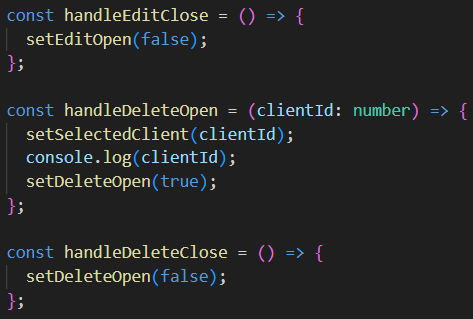 const handleEditClose = () => {
  setEditOpen(false);
};

const handleDeleteOpen = (clientId: number) => {
  setSelectedClient(clientId);
  console.log(clientId);
  setDeleteOpen(true);
};

const handleDeleteClose = () => {
  setDeleteOpen(false);
};